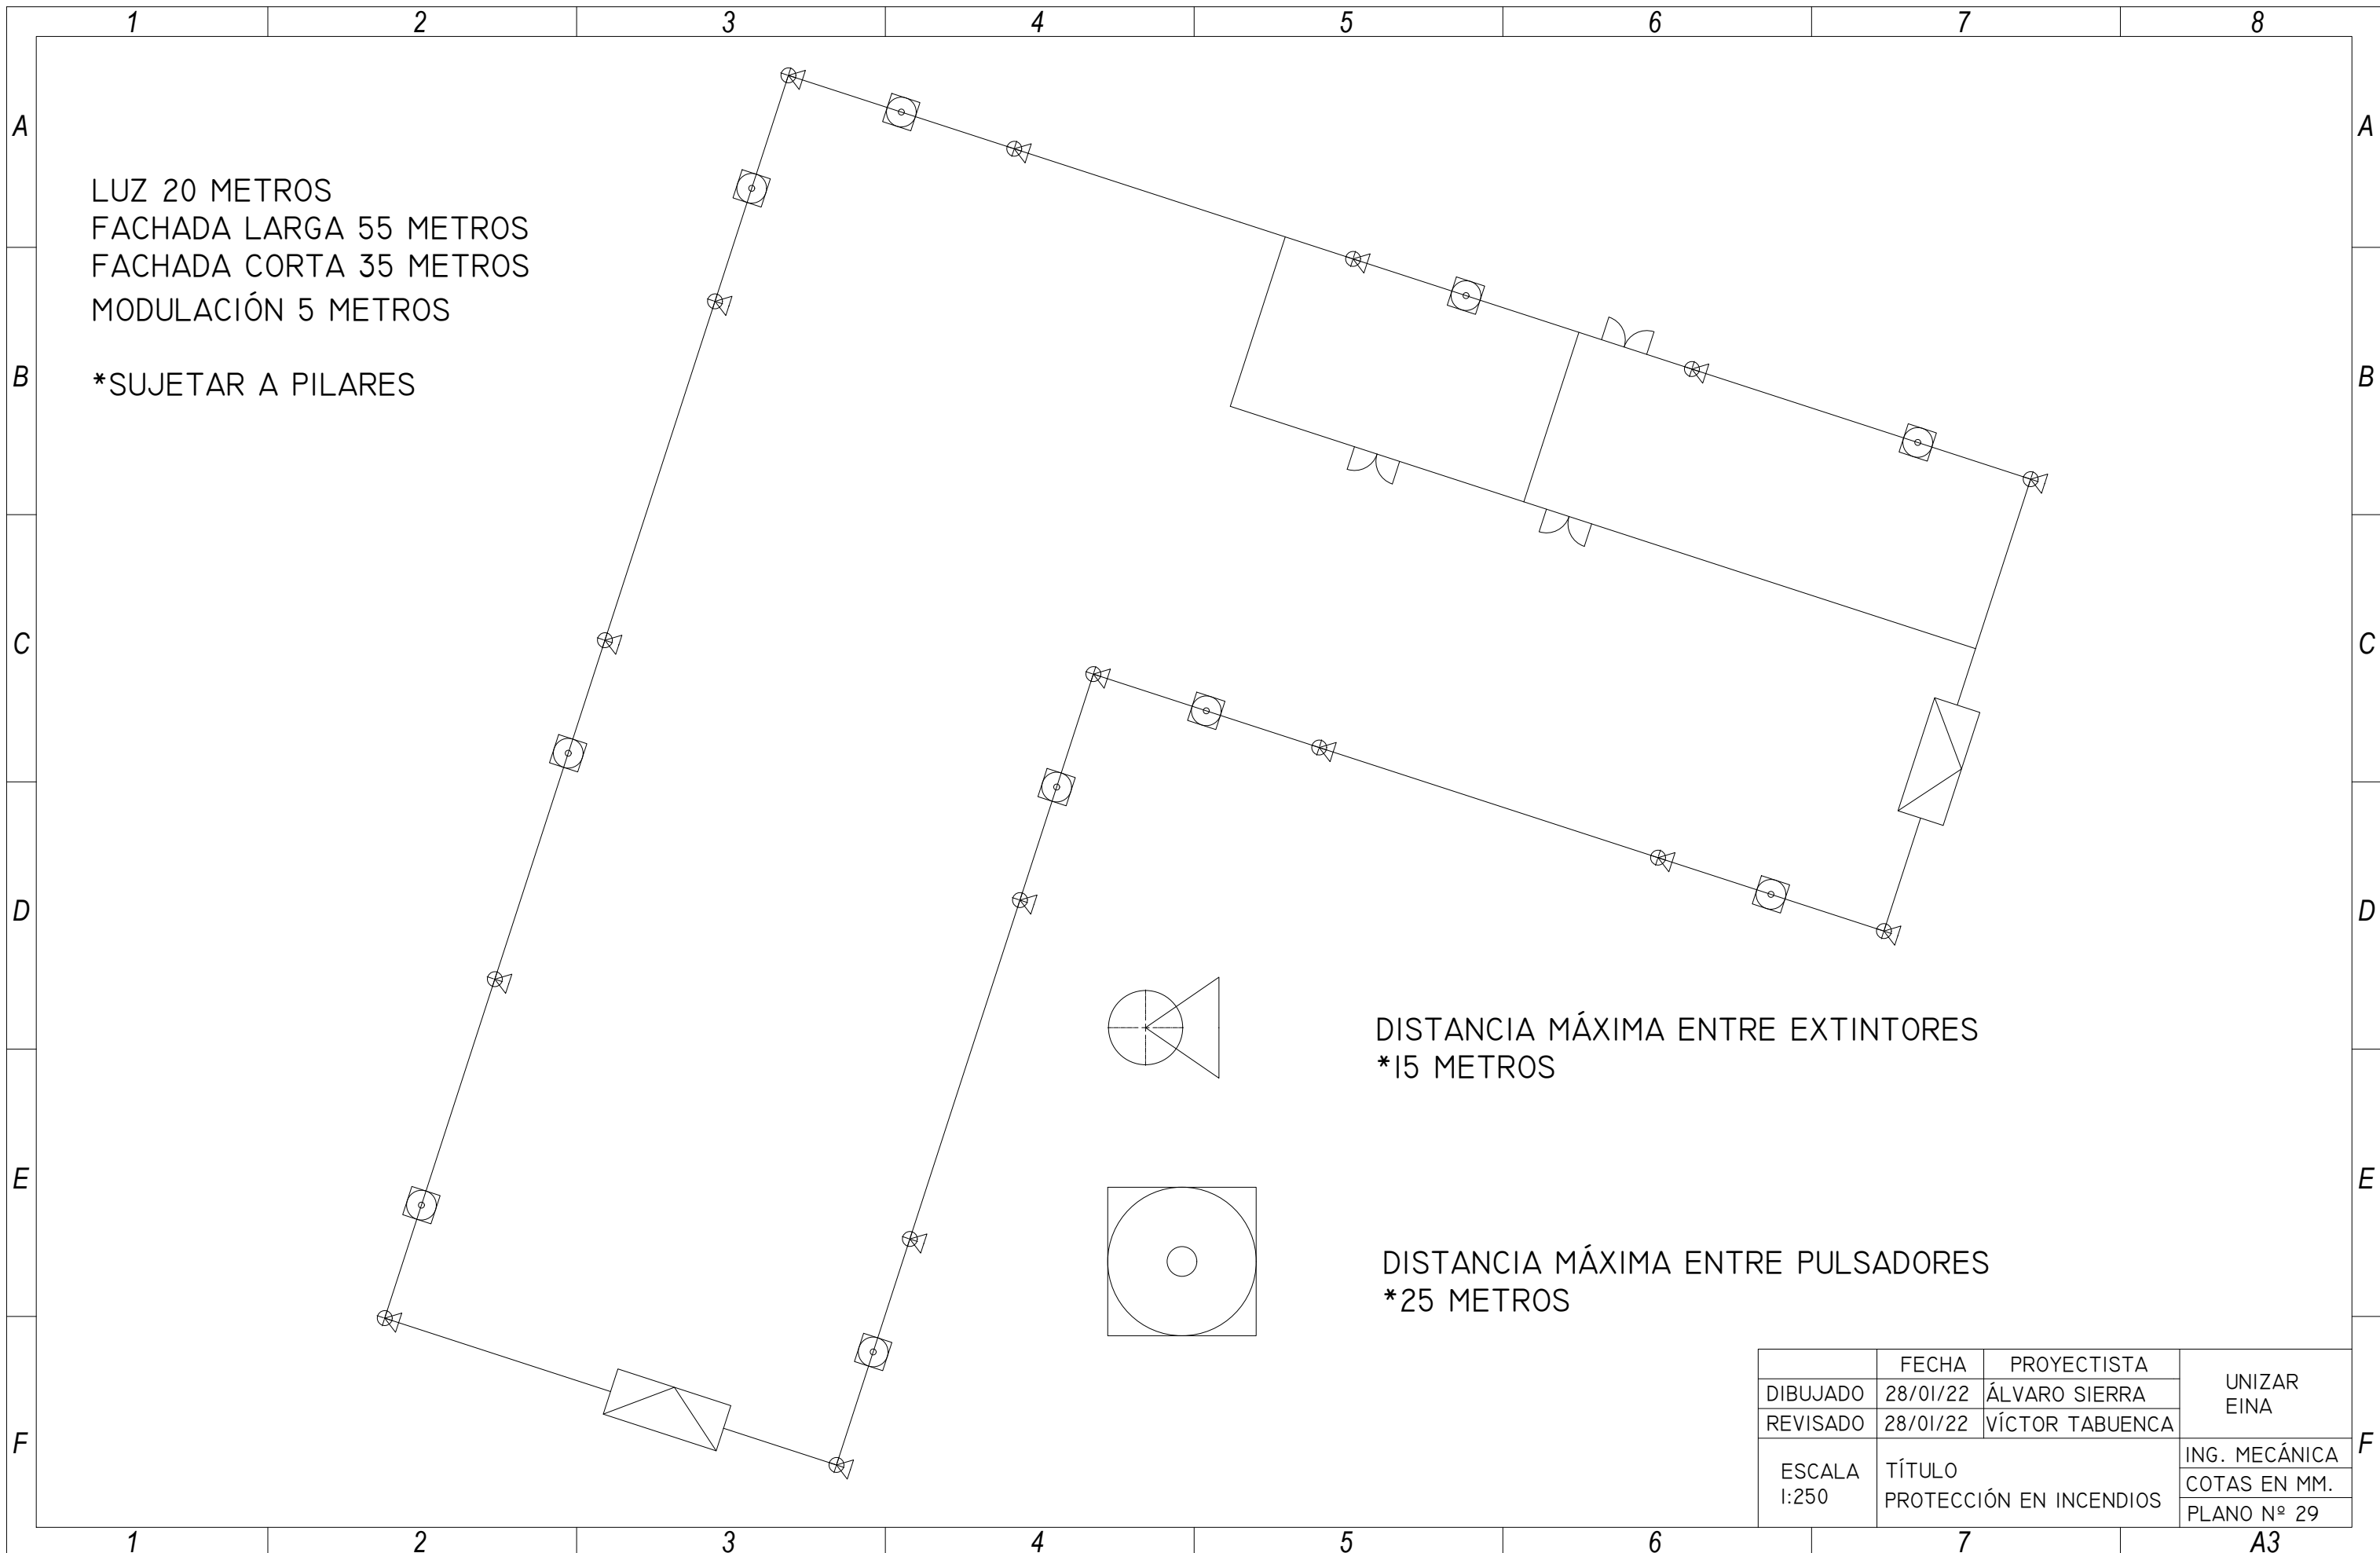 1 2 3 4 5 6 7 8
A A
LUZ 20 METROS
FACHADA LARGA 55 METROS
FACHADA CORTA 35 METROS
MODULACIÓN 5 METROS
*SUJETAR A PILARES
B B
C C
D D
DISTANCIA MÁXIMA ENTRE EXTINTORES
*15 METROS
E E
DISTANCIA MÁXIMA ENTRE PULSADORES
*25 METROS
F F
FECHA PROYECTISTA UNIZAR
EINA
DIBUJADO 28/01/22 ÁLVARO SIERRA
REVISADO 28/01/22 VÍCTOR TABUENCA
ESCALA
1:250
TÍTULO
PROTECCIÓN EN INCENDIOS
ING. MECÁNICA
COTAS EN MM.
PLANO Nº 29
1 2 3 4 5 6 7 A3